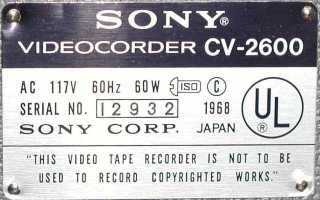 SONY®
VIDEOCORDER CV-2600
AC 117V 60Hz 60W ISO C
SERIAL NO. 12932 1968
UL ®
SONY CORP. JAPAN
"THIS VIDEO TAPE RECORDER IS NOT TO BE
USED TO RECORD COPYRIGHTED WORKS."